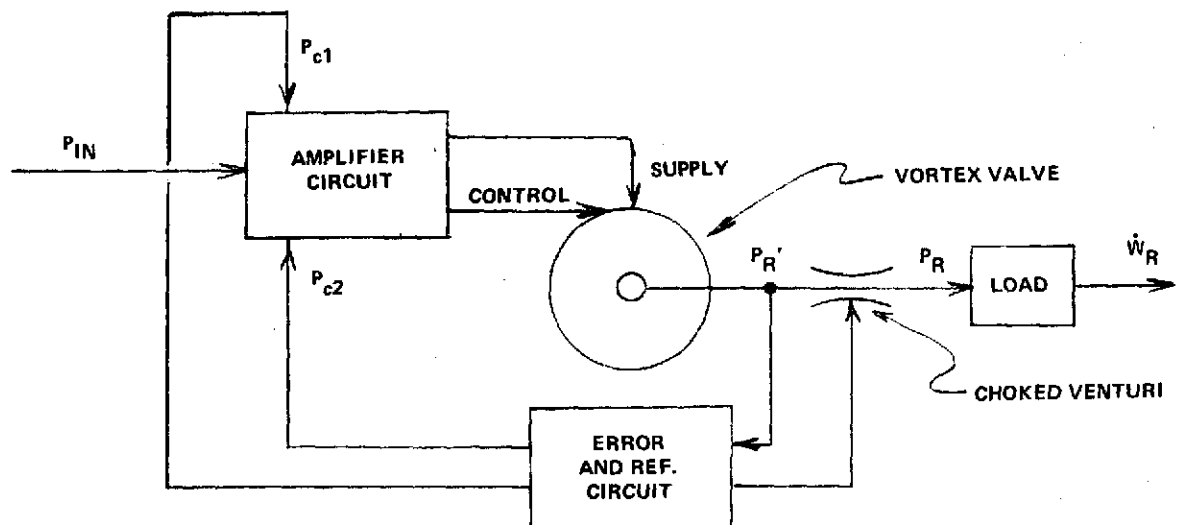 P_c1
P_IN
AMPLIFIER
CIRCUIT
SUPPLY
CONTROL
VORTEX VALVE
P_c2
P_R'
P_R
LOAD
Ẇ_R
CHOKED VENTURI
ERROR
AND REF.
CIRCUIT